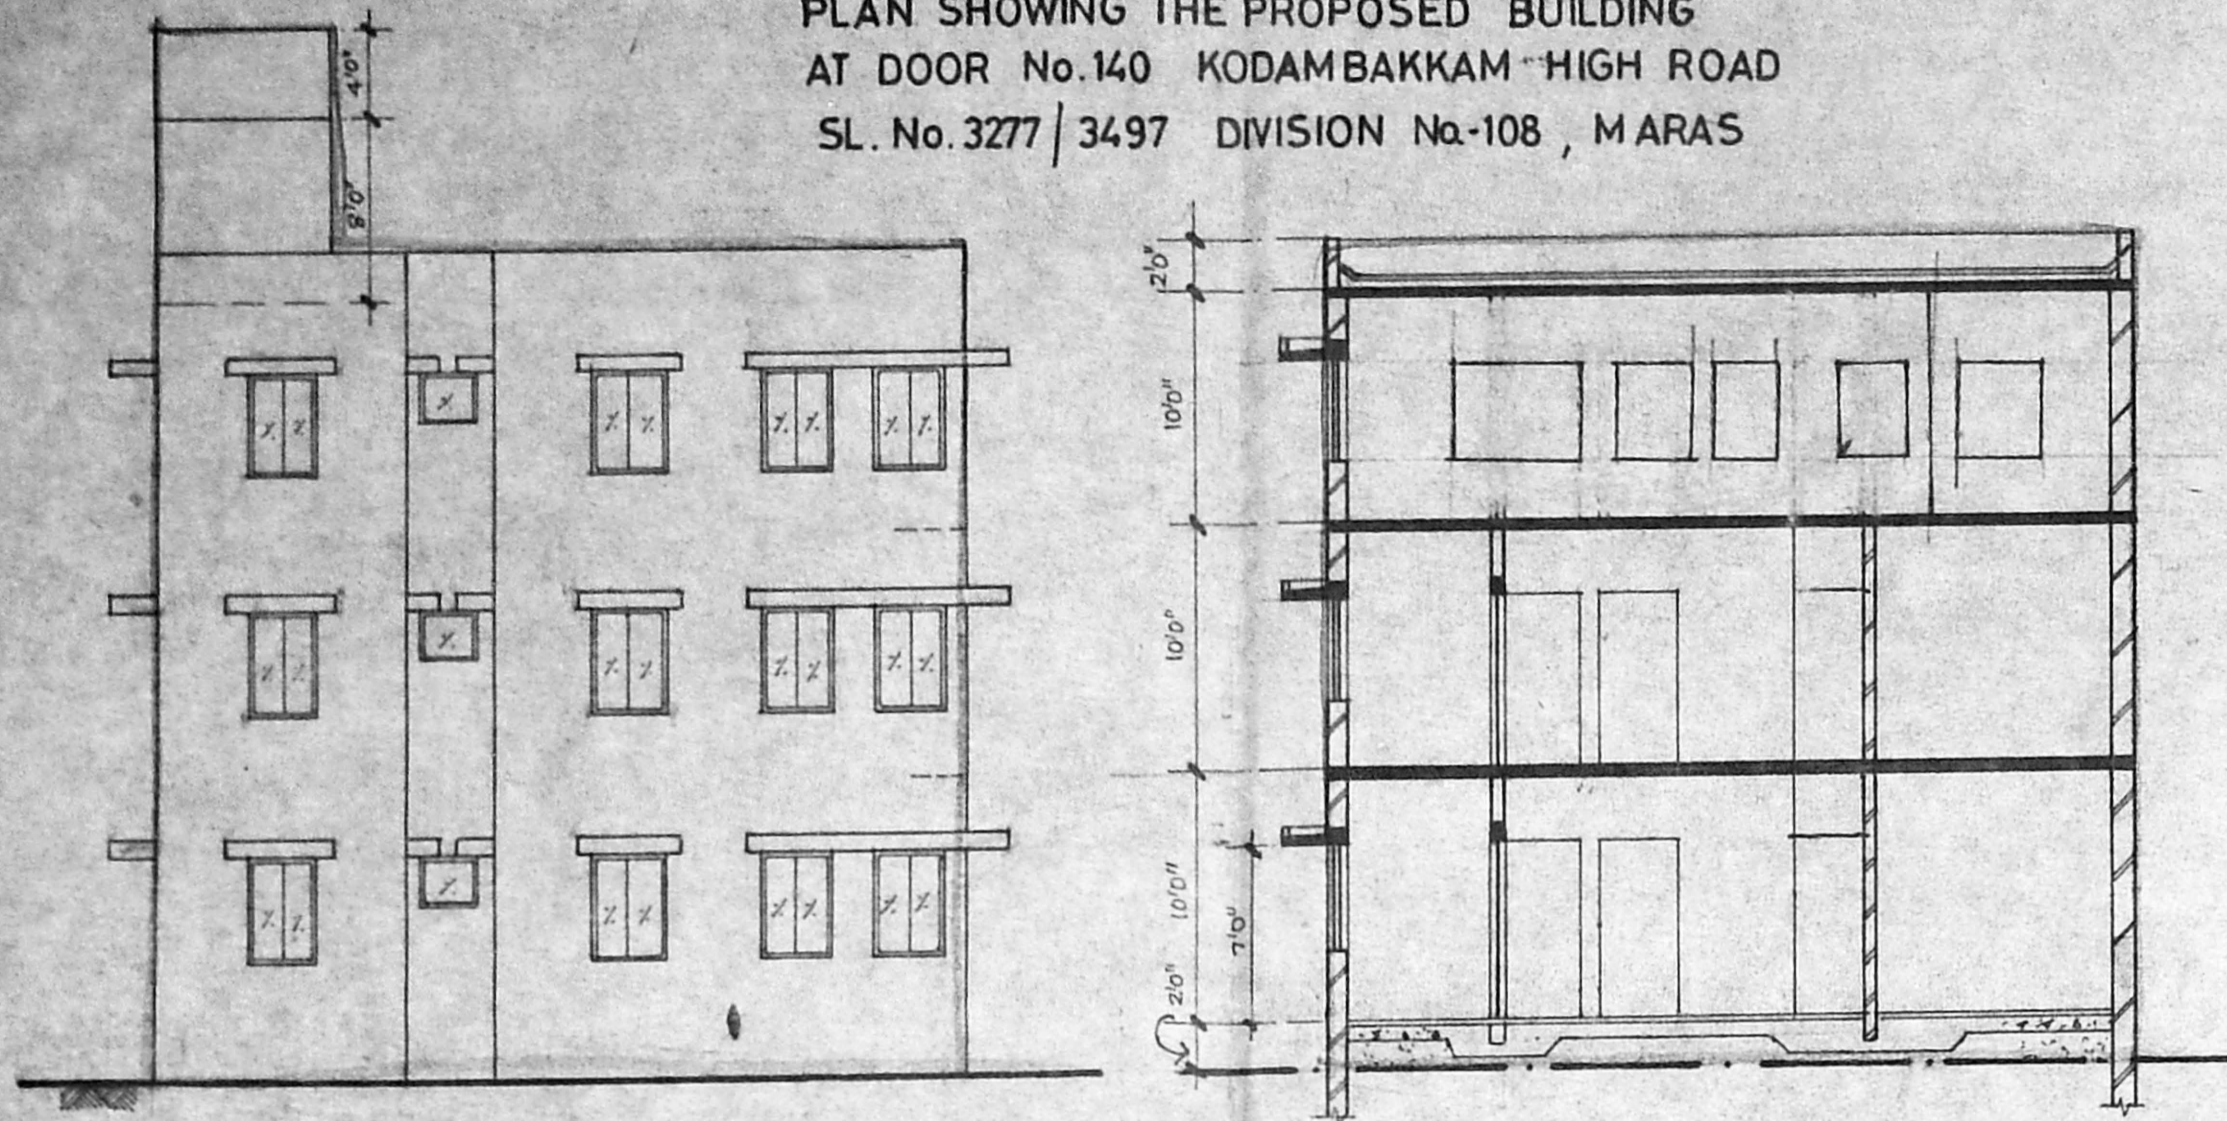 PLAN SHOWING THE PROPOSED BUILDING
AT DOOR No.140 KODAMBAKKAM HIGH ROAD
SL. No. 3277/3497 DIVISION No.-108, MARAS
4'0"
8'0"
2'0"
10'0"
10'0"
10'0"
7'0"
2'0"